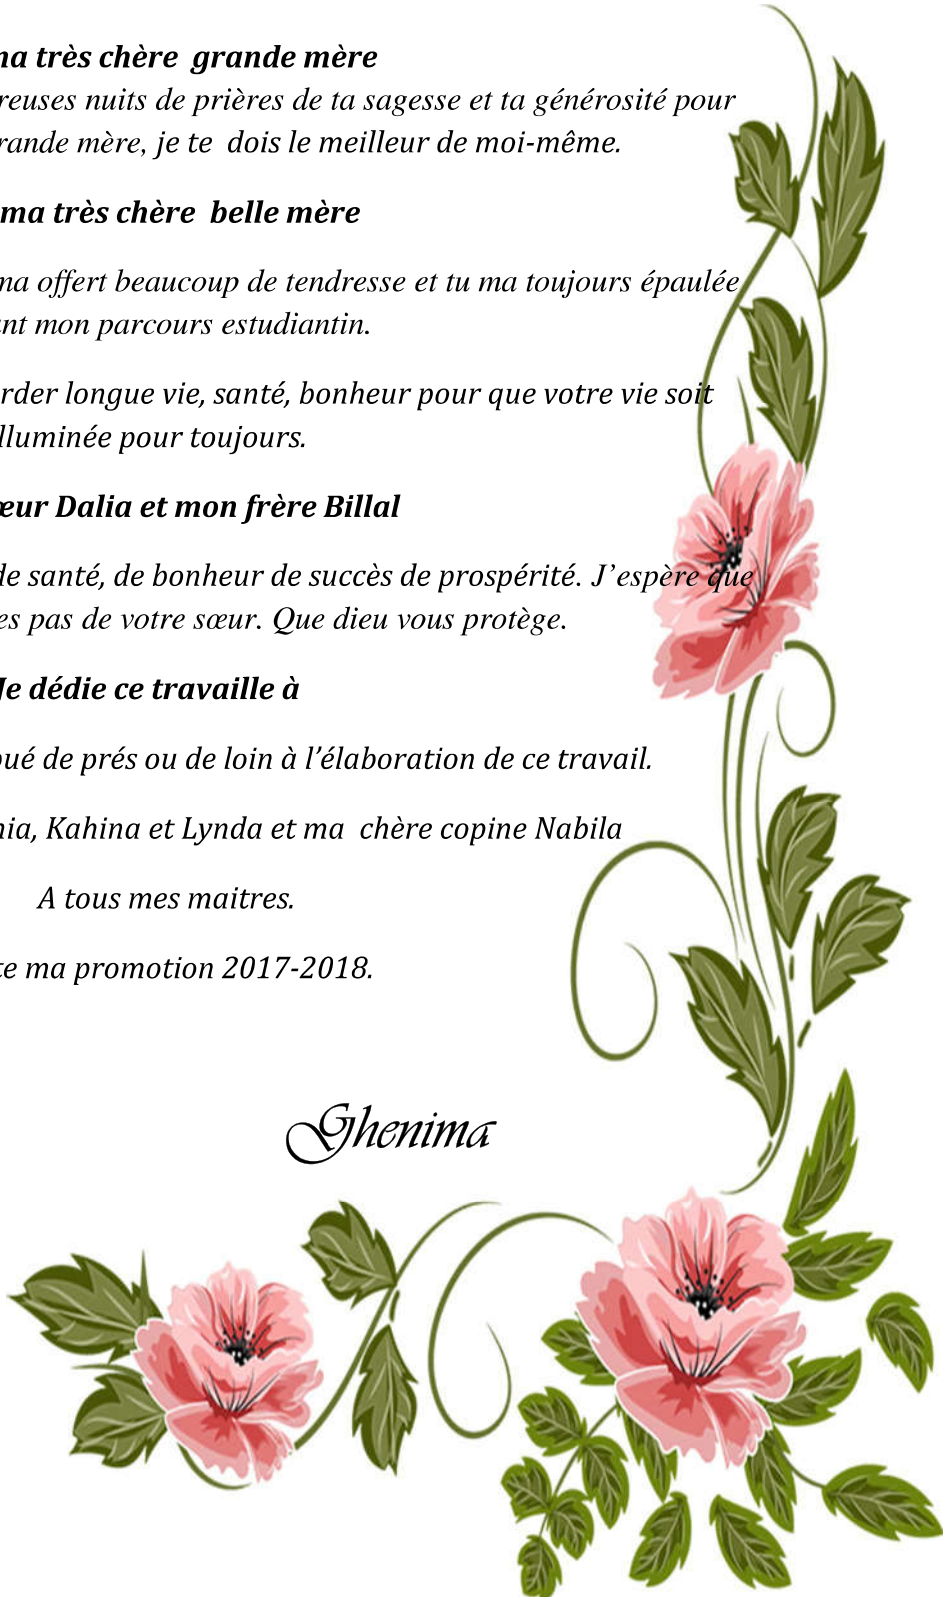 ma très chère grande mère
reuses nuits de prières de ta sagesse et ta générosité pour
rande mère, je te dois le meilleur de moi-même.
ma très chère belle mère
ma offert beaucoup de tendresse et tu ma toujours épaulée
nt mon parcours estudiantin.
rder longue vie, santé, bonheur pour que votre vie soit
lluminée pour toujours.
œur Dalia et mon frère Billal
de santé, de bonheur de succès de prospérité. J’espère que
es pas de votre sœur. Que dieu vous protège.
Je dédie ce travaille à
ué de prés ou de loin à l’élaboration de ce travail.
nia, Kahina et Lynda et ma chère copine Nabila
A tous mes maitres.
te ma promotion 2017-2018.
Ghenima